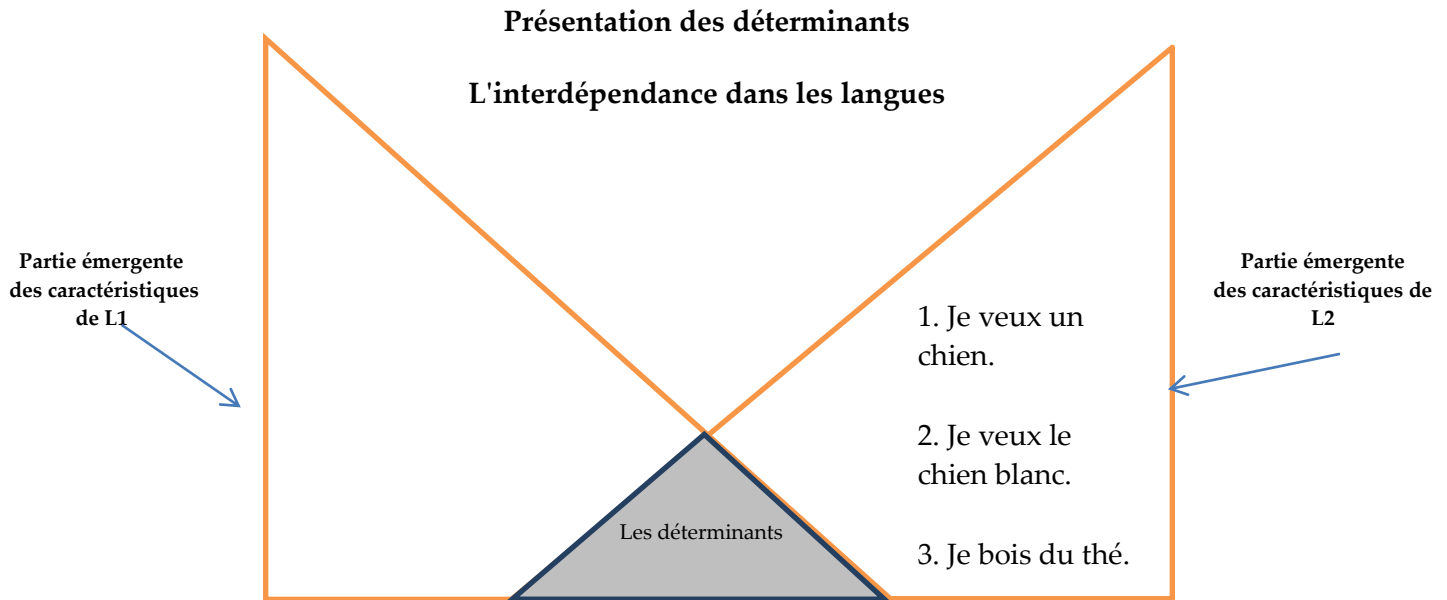 Présentation des déterminants
L'interdépendance dans les langues
Partie émergente
des caractéristiques
de L1
Partie émergente
des caractéristiques de
L2
1. Je veux un
chien.
2. Je veux le
chien blanc.
3. Je bois du thé.
Les déterminants